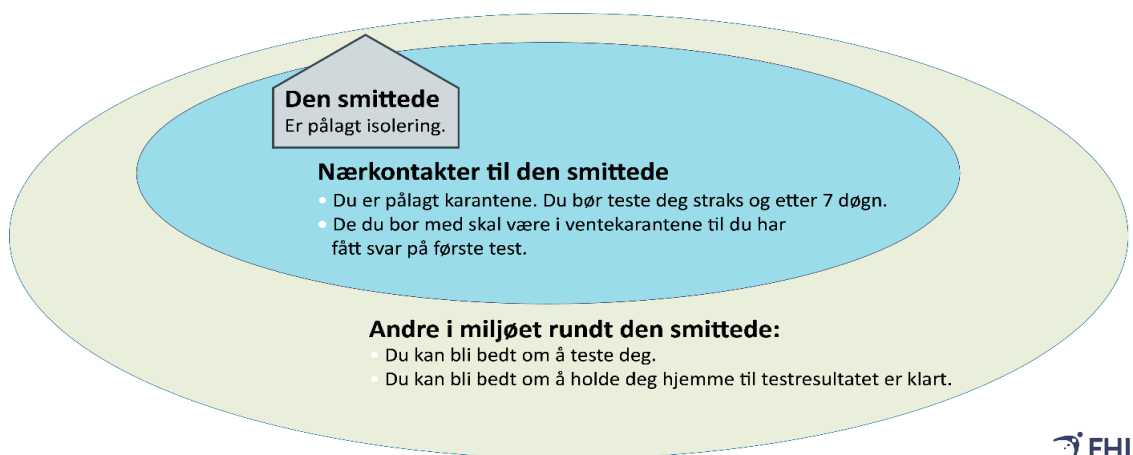 Den smittede
Er pålagt isolering.
Nærkontakter til den smittede
• Du er pålagt karantene. Du bør teste deg straks og etter 7 døgn.
• De du bor med skal være i ventekarantene til du har
fått svar på første test.
Andre i miljøet rundt den smittede:
• Du kan bli bedt om å teste deg.
• Du kan bli bedt om å holde deg hjemme til testresultatet er klart.
FHI